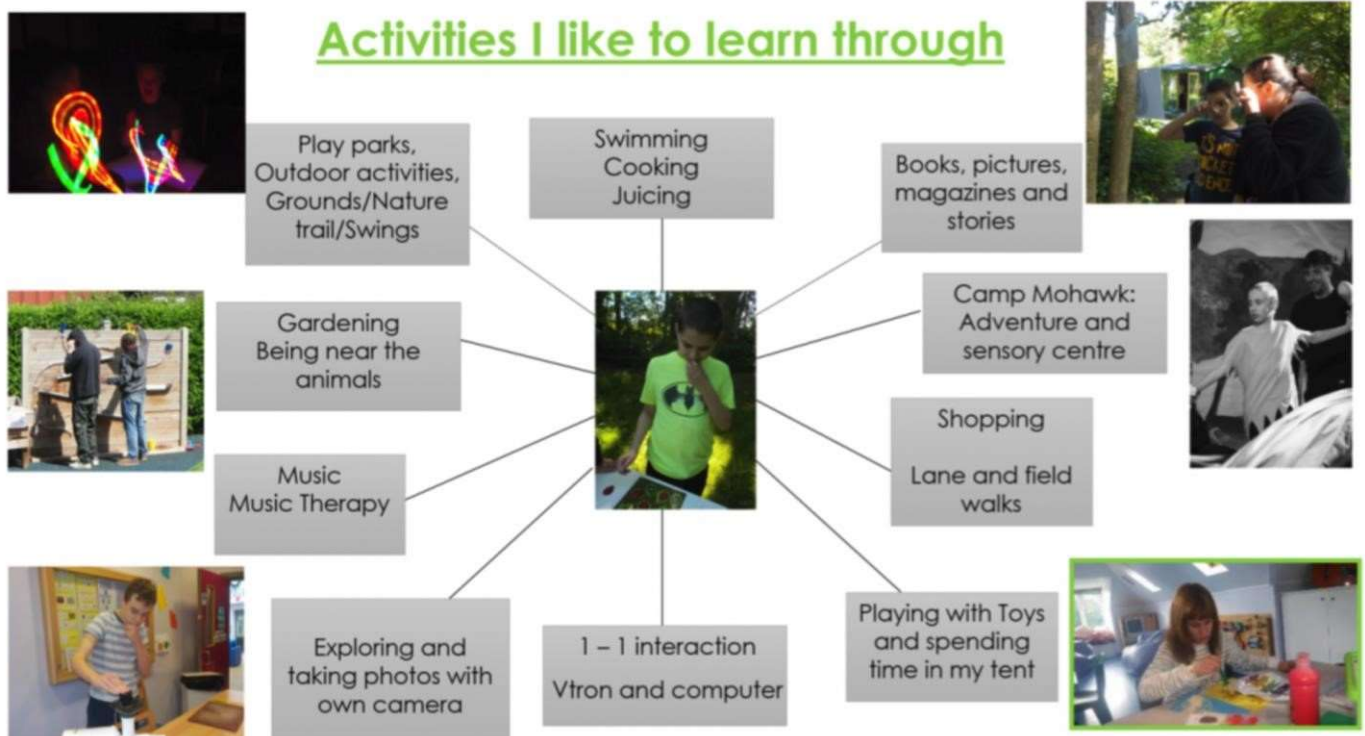 Activities I like to learn through
Play parks,
Outdoor activities,
Grounds/Nature
trail/Swings
Swimming
Cooking
Juicing
Books, pictures,
magazines and
stories
Gardening
Being near the
animals
Camp Mohawk:
Adventure and
sensory centre
Music
Music Therapy
Shopping
Lane and field
walks
Exploring and
taking photos with
own camera
1 – 1 interaction
Vtron and computer
Playing with Toys
and spending
time in my tent